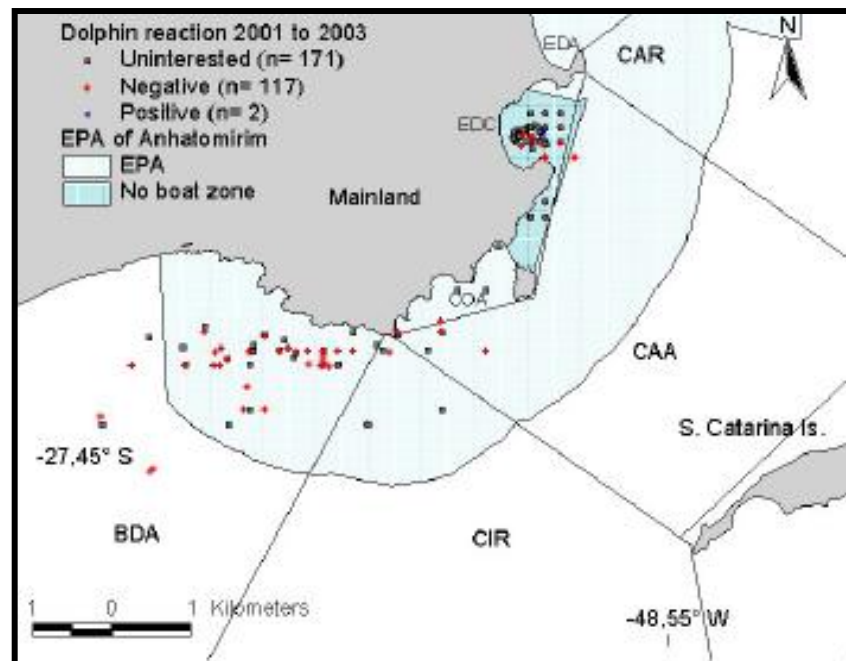 Dolphin reaction 2001 to 2003
Uninterested (n= 171)
Negative (n= 117)
Positive (n= 2)
EPA of Anhatomirim
EPA
No boat zone
EDA
CAR
N
EDC
Mainland
COA
CAA
S. Catarina Is.
-27,45° S
BDA
CIR
1 0 1 Kilometers
-48,55° W